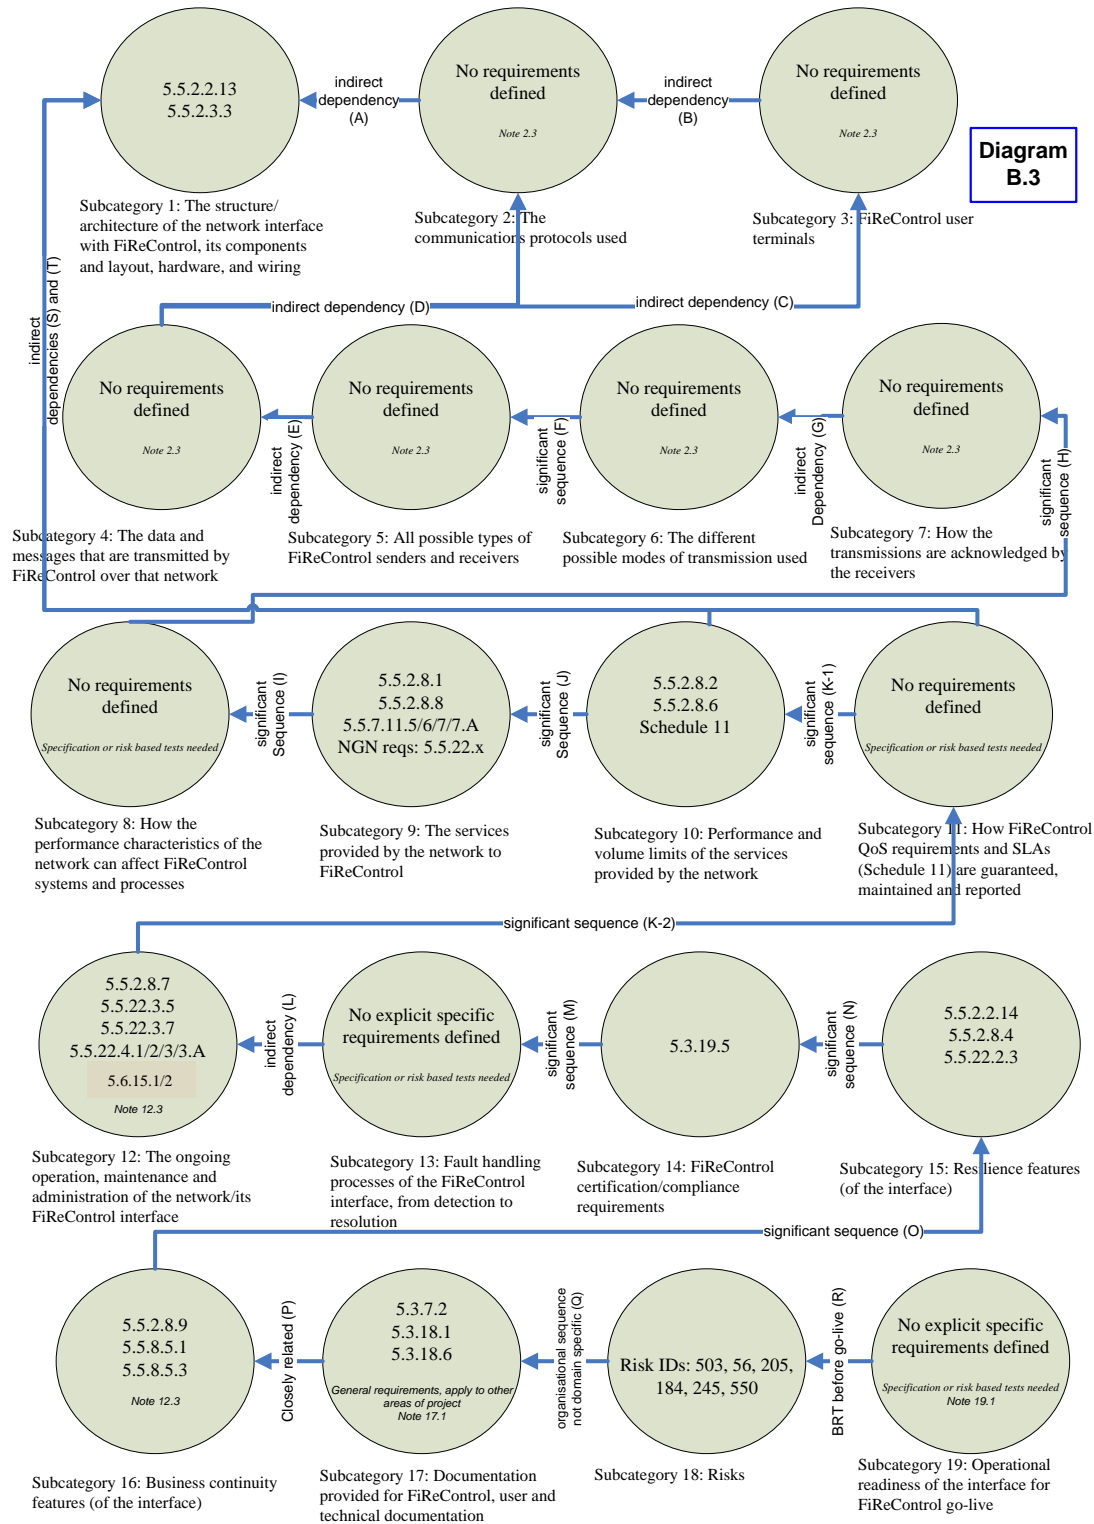 5.5.2.2.13
5.5.2.3.3
indirect
dependency
(A)
No requirements
defined
Note 2.3
indirect
dependency
(B)
No requirements
defined
Note 2.3
Diagram
B.3
Subcategory 1: The structure/
architecture of the network interface
with FiReControl, its components
and layout, hardware, and wiring
Subcategory 2: The
communications protocols used
Subcategory 3: FiReControl user
terminals
indirect
dependencies (S) and (T)
indirect dependency (D)
indirect dependency (C)
No requirements
defined
Note 2.3
indirect
dependency (E)
No requirements
defined
Note 2.3
significant
sequence (F)
No requirements
defined
Note 2.3
indirect
Dependency (G)
No requirements
defined
Note 2.3
significant
sequence (H)
Subcategory 4: The data and
messages that are transmitted by
FiReControl over that network
Subcategory 5: All possible types of
FiReControl senders and receivers
Subcategory 6: The different
possible modes of transmission used
Subcategory 7: How the
transmissions are acknowledged by
the receivers
No requirements
defined
Specification or risk based tests needed
significant
Sequence (I)
5.5.2.8.1
5.5.2.8.8
5.5.7.11.5/6/7/7.A
NGN reqs: 5.5.22.x
significant
Sequence (J)
5.5.2.8.2
5.5.2.8.6
Schedule 11
significant
sequence (K-1)
No requirements
defined
Specification or risk based tests needed
Subcategory 8: How the
performance characteristics of the
network can affect FiReControl
systems and processes
Subcategory 9: The services
provided by the network to
FiReControl
Subcategory 10: Performance and
volume limits of the services
provided by the network
Subcategory 11: How FiReControl
QoS requirements and SLAs
(Schedule 11) are guaranteed,
maintained and reported
significant sequence (K-2)
5.5.2.8.7
5.5.22.3.5
5.5.22.3.7
5.5.22.4.1/2/3/3.A
5.6.15.1/2
Note 12.3
indirect
dependency (L)
No explicit specific
requirements defined
Specification or risk based tests needed
significant
sequence (M)
5.3.19.5
significant
sequence (N)
5.5.2.2.14
5.5.2.8.4
5.5.22.2.3
Subcategory 12: The ongoing
operation, maintenance and
administration of the network/its
FiReControl interface
Subcategory 13: Fault handling
processes of the FiReControl
interface, from detection to
resolution
Subcategory 14: FiReControl
certification/compliance
requirements
Subcategory 15: Resilience features
(of the interface)
significant sequence (O)
5.5.2.8.9
5.5.8.5.1
5.5.8.5.3
Note 12.3
Closely related (P)
5.3.7.2
5.3.18.1
5.3.18.6
General requirements, apply to other
areas of project
Note 17.1
organisational sequence
not domain specific (Q)
Risk IDs: 503, 56, 205,
184, 245, 550
BRT before go-live (R)
No explicit specific
requirements defined
Specification or risk based tests needed
Note 19.1
Subcategory 16: Business continuity
features (of the interface)
Subcategory 17: Documentation
provided for FiReControl, user and
technical documentation
Subcategory 18: Risks
Subcategory 19: Operational
readiness of the interface for
FiReControl go-live